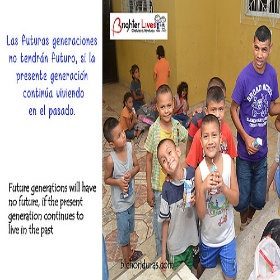 Las futuras generaciones
no tendrán futuro, si la
presente generación
continúa viviendo
en el pasado.
Future generations will have
no future, if the present
generation continues to
live in the past
Brighter Lives